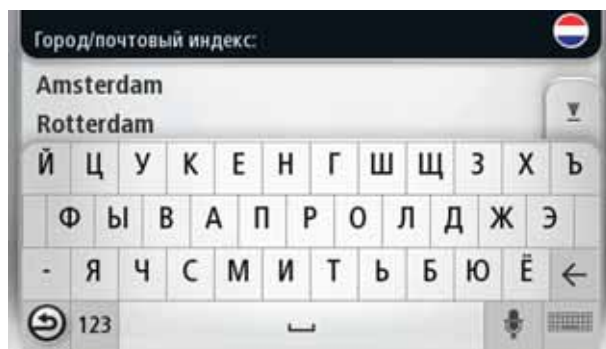 Город/почтовый индекс:
Amsterdam
Rotterdam
Й Ц У К Е Н Г Ш Щ З Х Ъ
Ф Ы В А П Р О Л Д Ж Э
- Я Ч С М И Т Ь Б Ю Ё ←
123